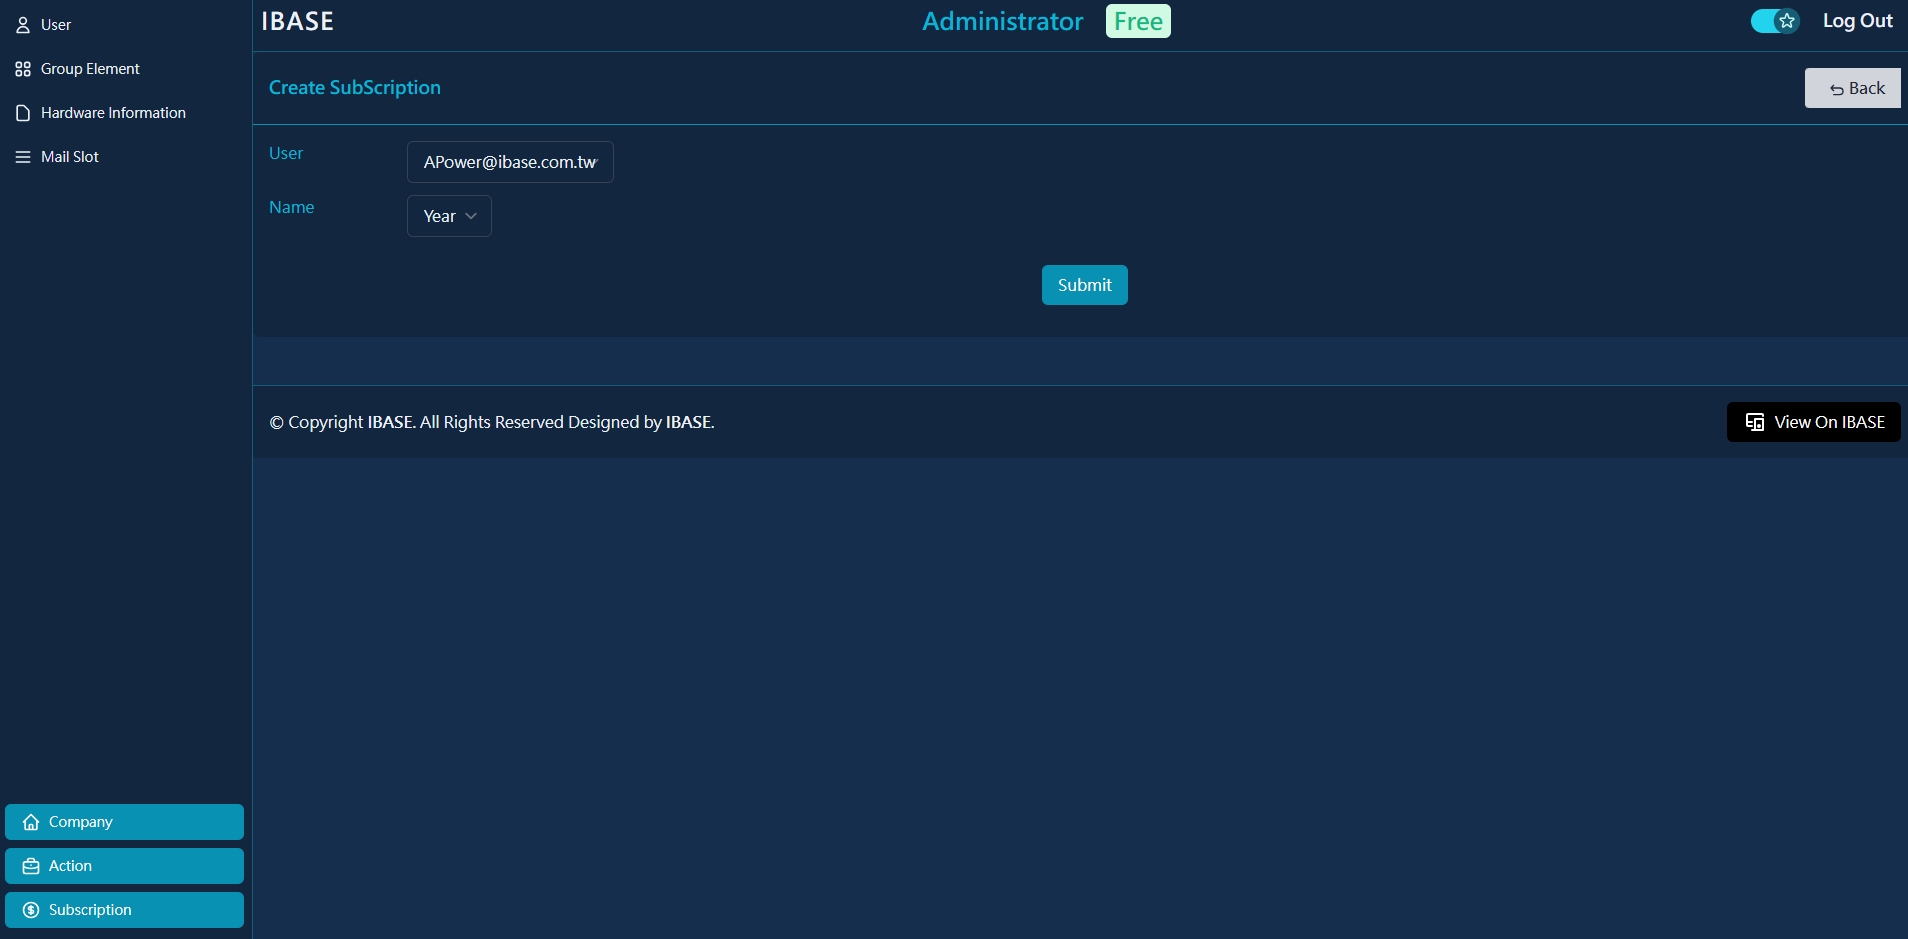 User
Group Element
Hardware Information
Mail Slot
Company
Action
Subscription
IBASE
Administrator Free
Log Out
Create SubScription
Back
User APower@ibase.com.tw
Name Year
Submit
© Copyright IBASE. All Rights Reserved Designed by IBASE.
View On IBASE